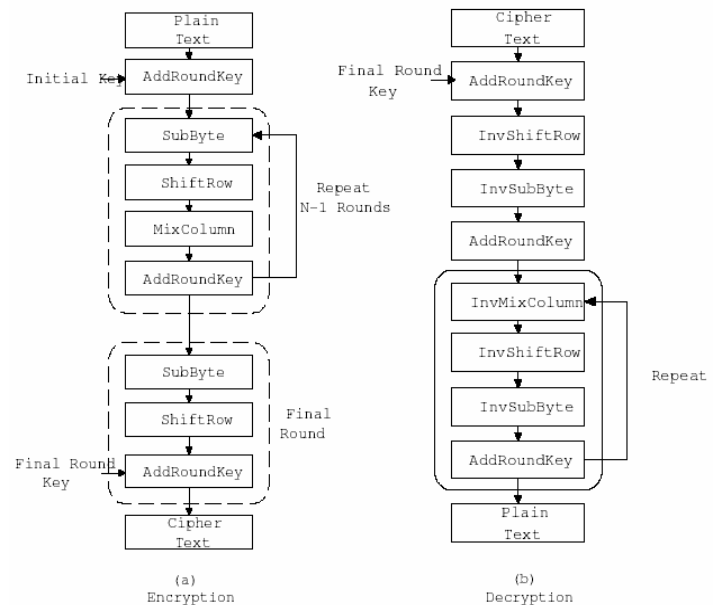 Plain
Text
Initial Key
AddRoundKey
SubByte
ShiftRow
MixColumn
AddRoundKey
Repeat
N-1 Rounds
SubByte
ShiftRow
Final Round
Key
AddRoundKey
Final
Round
Cipher
Text
(a)
Encryption
Cipher
Text
Final Round
Key
AddRoundKey
InvShiftRow
InvSubByte
AddRoundKey
InvMixColumn
InvShiftRow
InvSubByte
AddRoundKey
Repeat
Plain
Text
(b)
Decryption